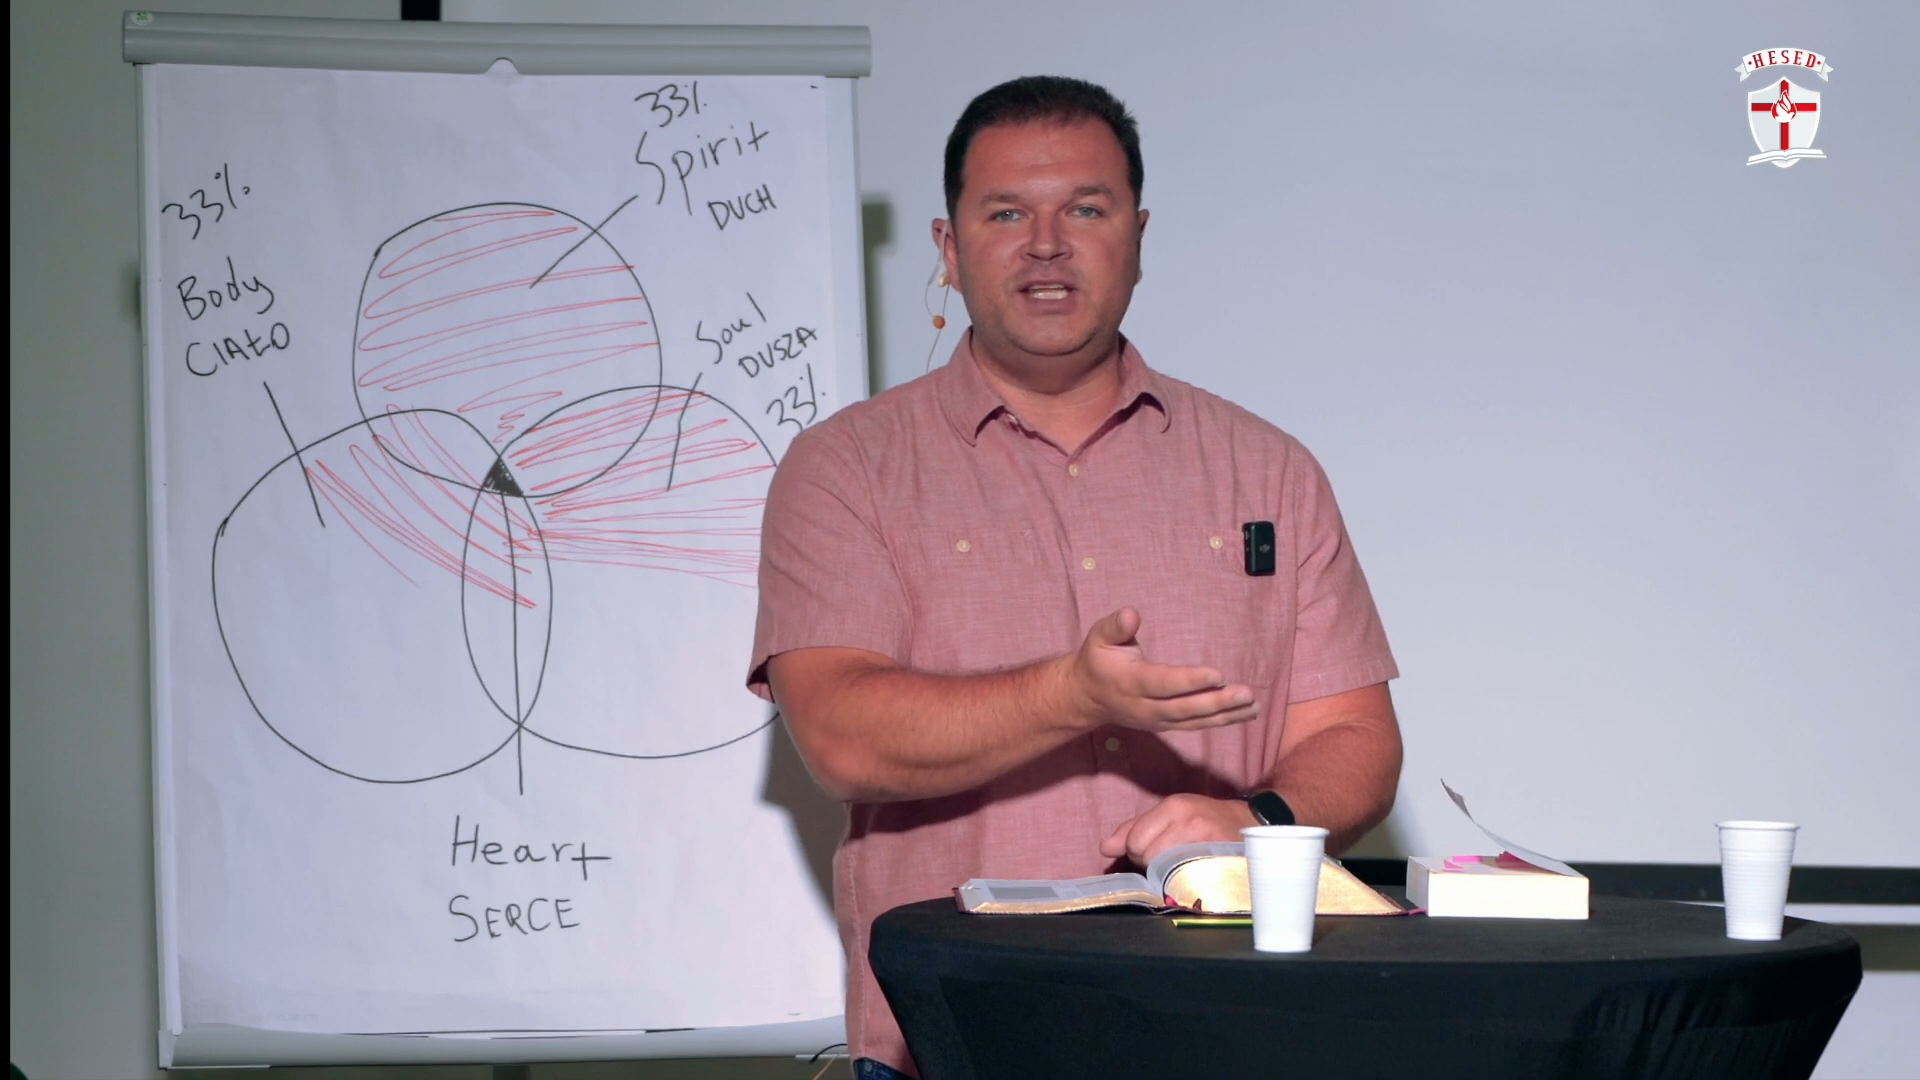 33%
Spirit
DUCH
33%
Body
CIAŁO
Soul
DUSZA
33%
Heart
SERCE
·HESED·